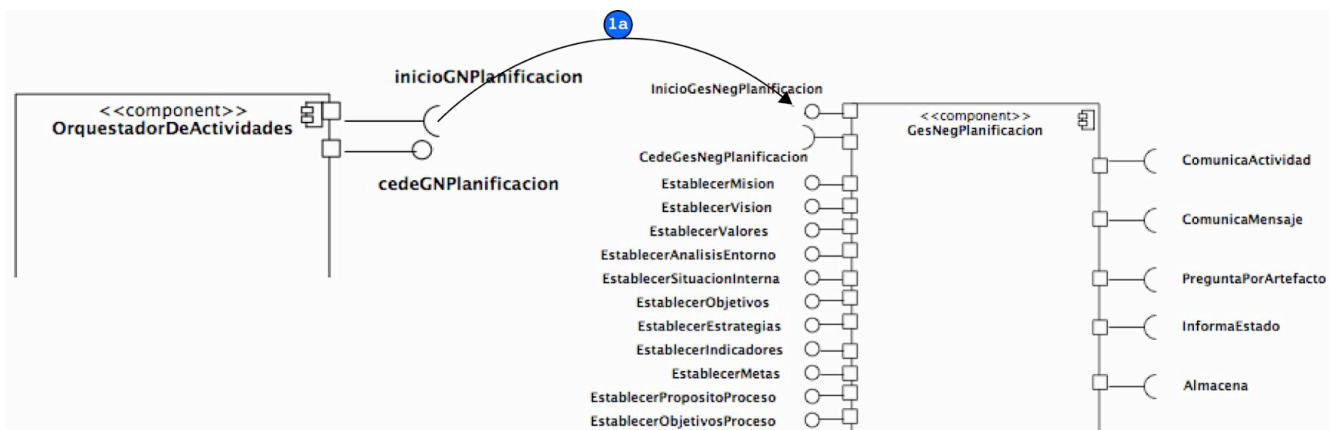 1a
inicioGNPlanificacion
<<component>>
OrquestadorDeActividades
cedeGNPlanificacion
InicioGesNegPlanificacion
CedeGesNegPlanificacion
EstablecerMision
EstablecerVision
EstablecerValores
EstablecerAnalisisEntorno
EstablecerSituacionInterna
EstablecerObjetivos
EstablecerEstrategias
EstablecerIndicadores
EstablecerMetas
EstablecerPropositoProceso
EstablecerObjetivosProceso
<<component>>
GesNegPlanificacion
ComunicaActividad
ComunicaMensaje
PreguntaPorArtefacto
InformaEstado
Almacena